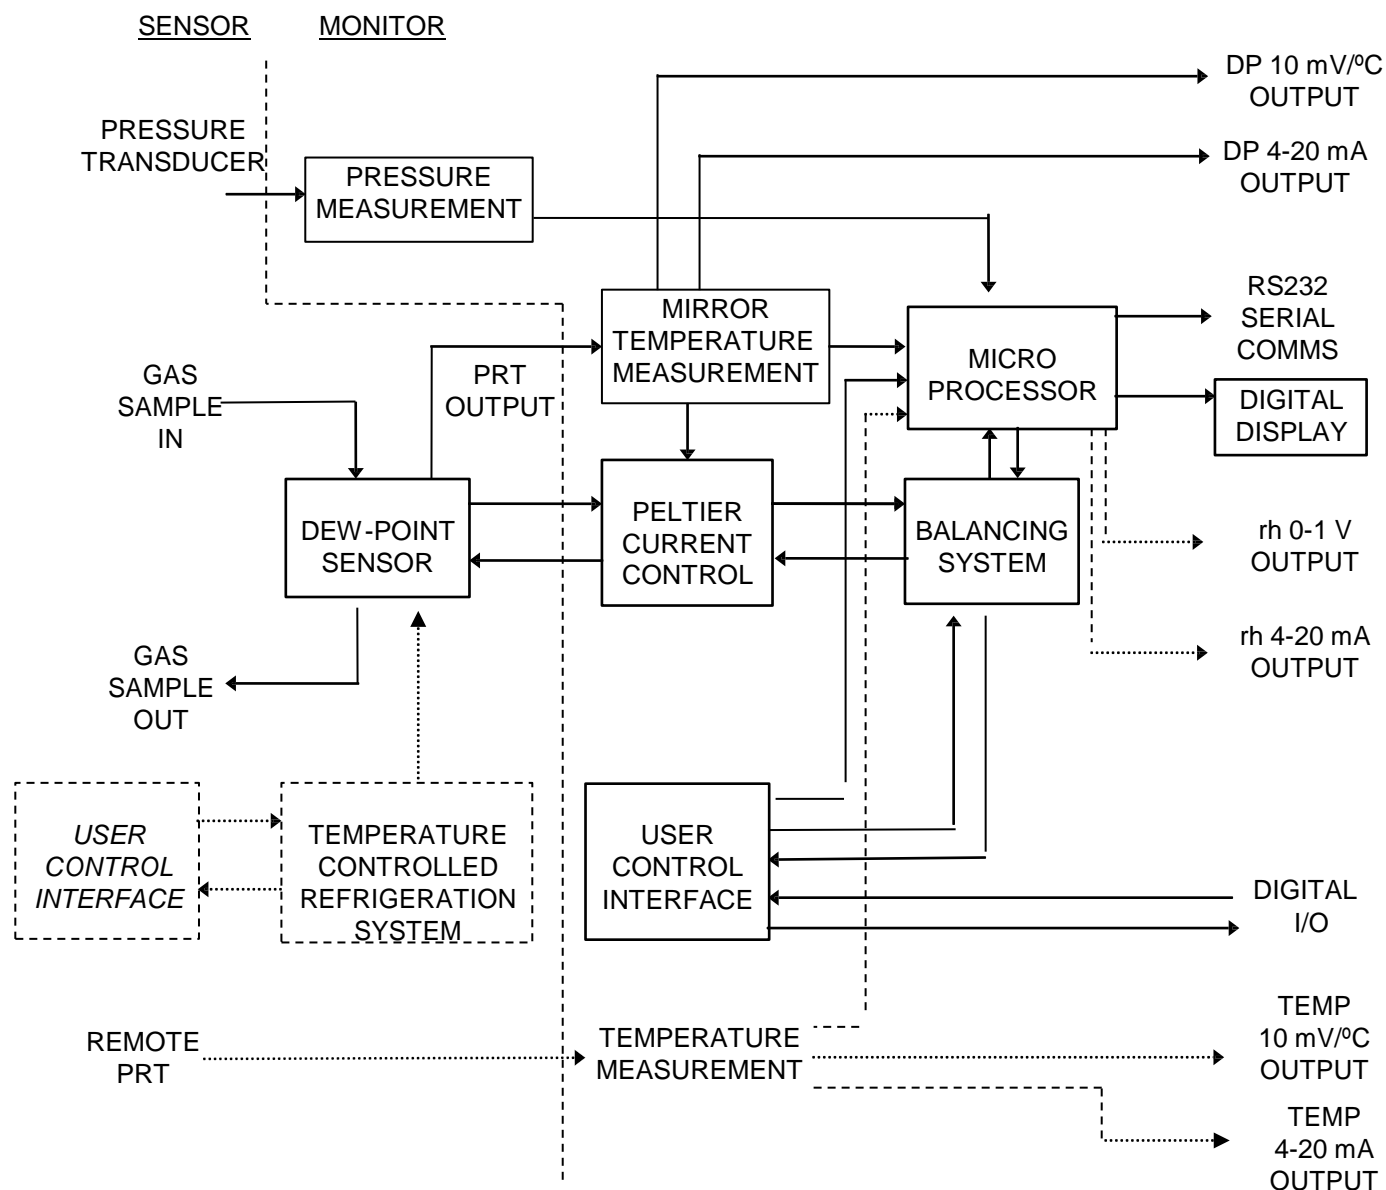 SENSOR
MONITOR
DP 10 mV/ºC
OUTPUT
PRESSURE
TRANSDUCER
DP 4-20 mA
OUTPUT
PRESSURE
MEASUREMENT
MIRROR
TEMPERATURE
MEASUREMENT
RS232
SERIAL
COMMS
MICRO
PROCESSOR
GAS
SAMPLE
IN
PRT
OUTPUT
DIGITAL
DISPLAY
DEW-POINT
SENSOR
PELTIER
CURRENT
CONTROL
BALANCING
SYSTEM
rh 0-1 V
OUTPUT
rh 4-20 mA
OUTPUT
GAS
SAMPLE
OUT
USER
CONTROL
INTERFACE
TEMPERATURE
CONTROLLED
REFRIGERATION
SYSTEM
USER
CONTROL
INTERFACE
DIGITAL
I/O
REMOTE
PRT
TEMPERATURE
MEASUREMENT
TEMP
10 mV/ºC
OUTPUT
TEMP
4-20 mA
OUTPUT